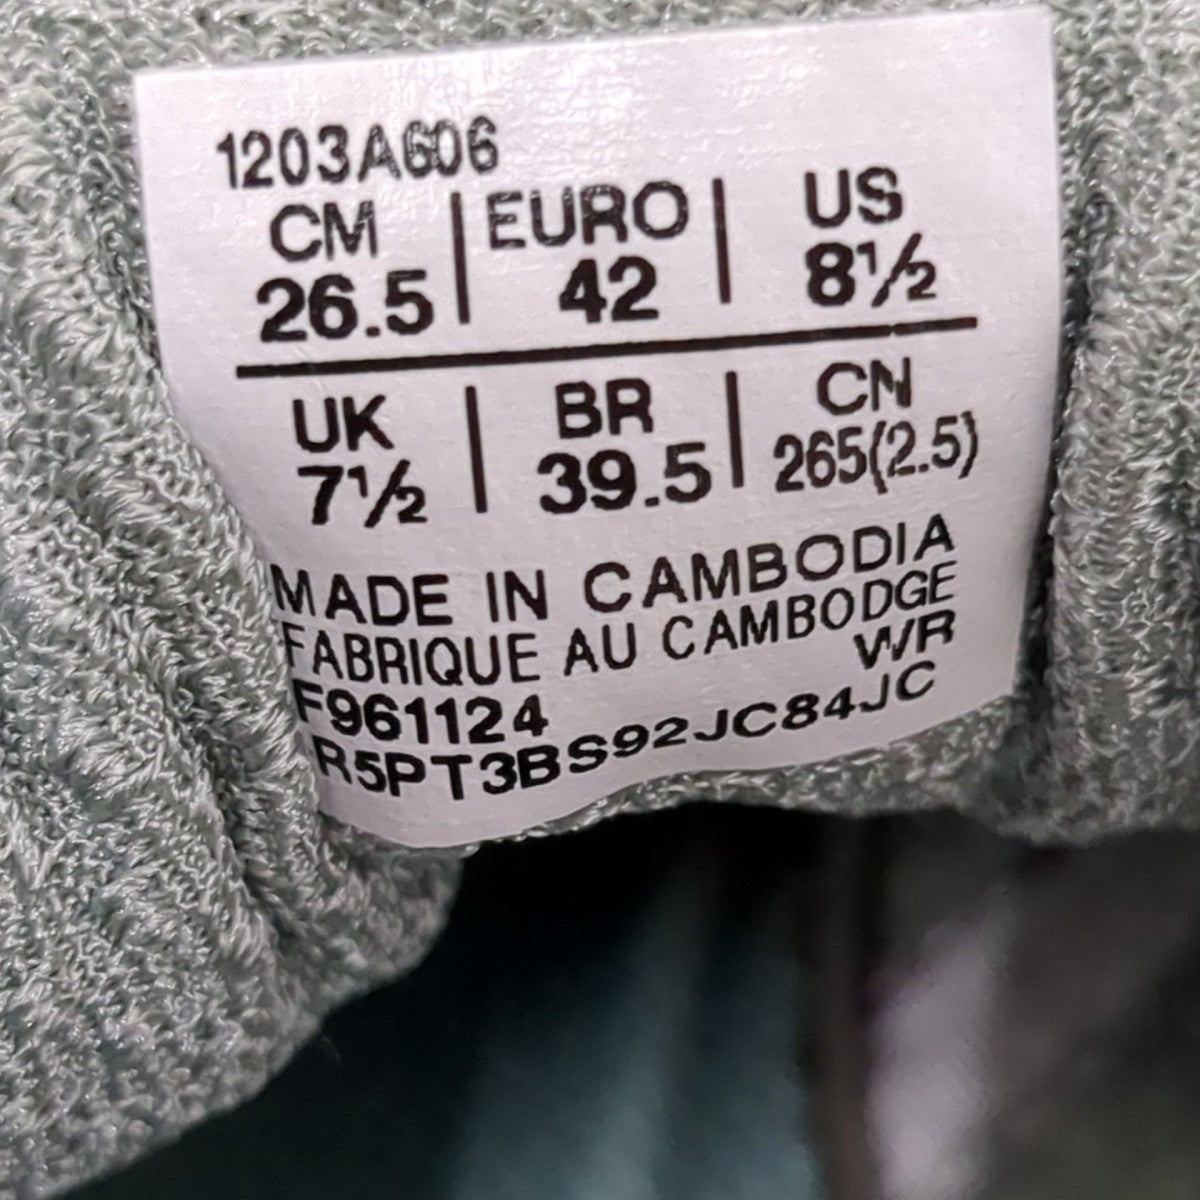 1203A606
CM | EURO | US
26.5 | 42 | 8½
UK | BR | CN
7½ | 39.5 | 265(2.5)
MADE IN CAMBODIA
FABRIQUE AU CAMBODGE
WR
F961124
R5PT3BS92JC84JC